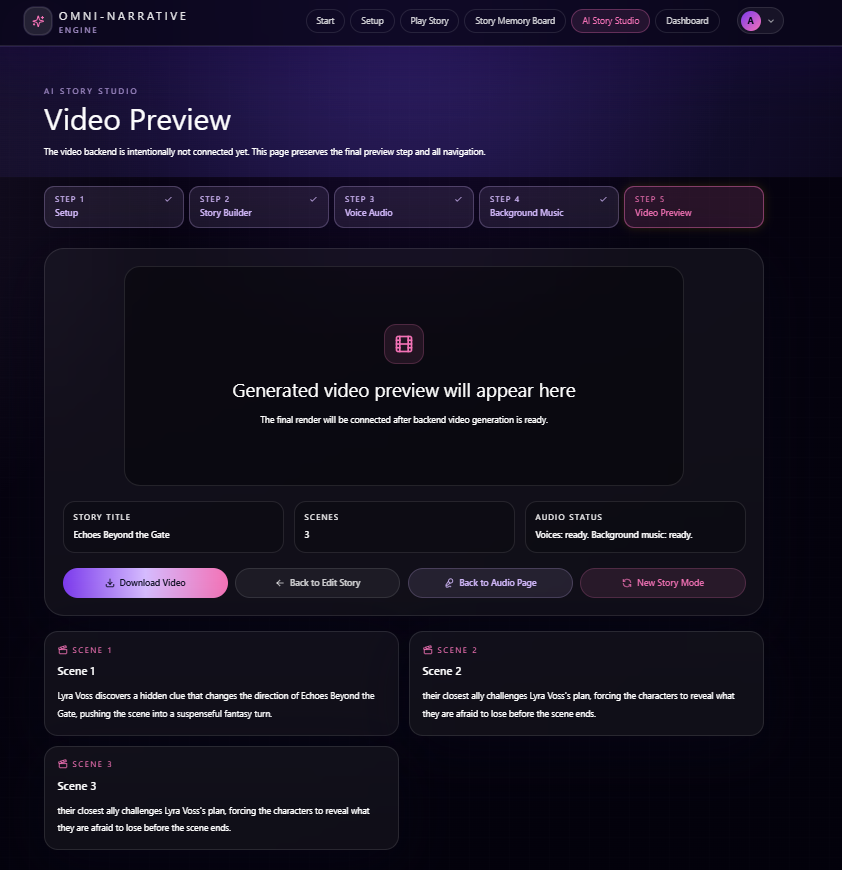 OMNI-NARRATIVE
ENGINE
Start
Setup
Play Story
Story Memory Board
AI Story Studio
Dashboard
A
AI STORY STUDIO
Video Preview
The video backend is intentionally not connected yet. This page preserves the final preview step and all navigation.
STEP 1
Setup
STEP 2
Story Builder
STEP 3
Voice Audio
STEP 4
Background Music
STEP 5
Video Preview
Generated video preview will appear here
The final render will be connected after backend video generation is ready.
STORY TITLE
Echoes Beyond the Gate
SCENES
3
AUDIO STATUS
Voices: ready. Background music: ready.
Download Video
Back to Edit Story
Back to Audio Page
New Story Mode
SCENE 1
Scene 1
Lyra Voss discovers a hidden clue that changes the direction of Echoes Beyond the
Gate, pushing the scene into a suspenseful fantasy turn.
SCENE 2
Scene 2
their closest ally challenges Lyra Voss's plan, forcing the characters to reveal what
they are afraid to lose before the scene ends.
SCENE 3
Scene 3
their closest ally challenges Lyra Voss's plan, forcing the characters to reveal what
they are afraid to lose before the scene ends.